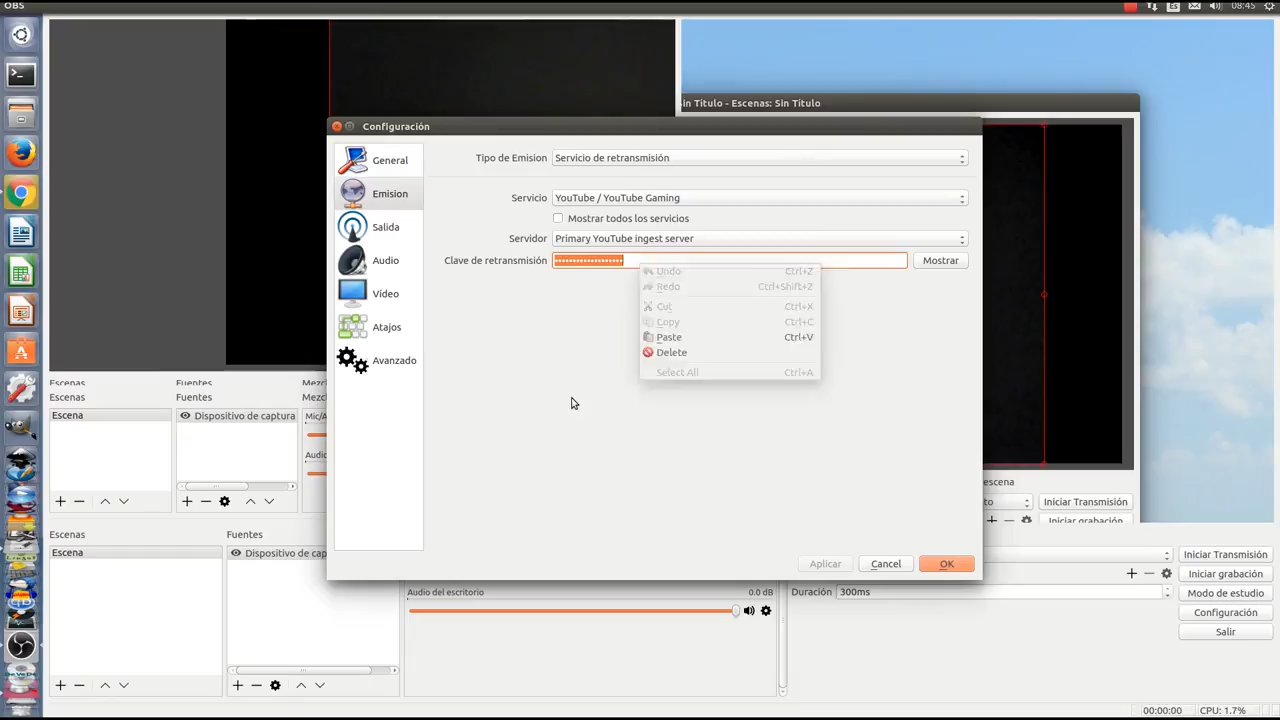 OBS
Es
08:45
Sin Titulo - Escenas: Sin Titulo
Configuración
General
Emision
Salida
Audio
Vídeo
Atajos
Avanzado
Tipo de Emision
Servicio de retransmisión
Servicio
YouTube / YouTube Gaming
Mostrar todos los servicios
Servidor
Primary YouTube ingest server
Clave de retransmisión
Mostrar
Undo Ctrl+Z
Redo Ctrl+Shift+Z
Cut Ctrl+X
Copy Ctrl+C
Paste Ctrl+V
Delete
Select All Ctrl+A
Aplicar
Cancel
OK
Escenas
Fuentes
Escenas
Fuentes
Escena
Dispositivo de captura
Mic/A
Audio
escena
to
Iniciar Transmisión
Iniciar grabación
Escenas
Fuentes
Escena
Dispositivo de cap
Audio del escritorio
0.0 dB
Duración
300ms
Iniciar Transmisión
Iniciar grabación
Modo de estudio
Configuración
Salir
00:00:00
CPU: 1.7%